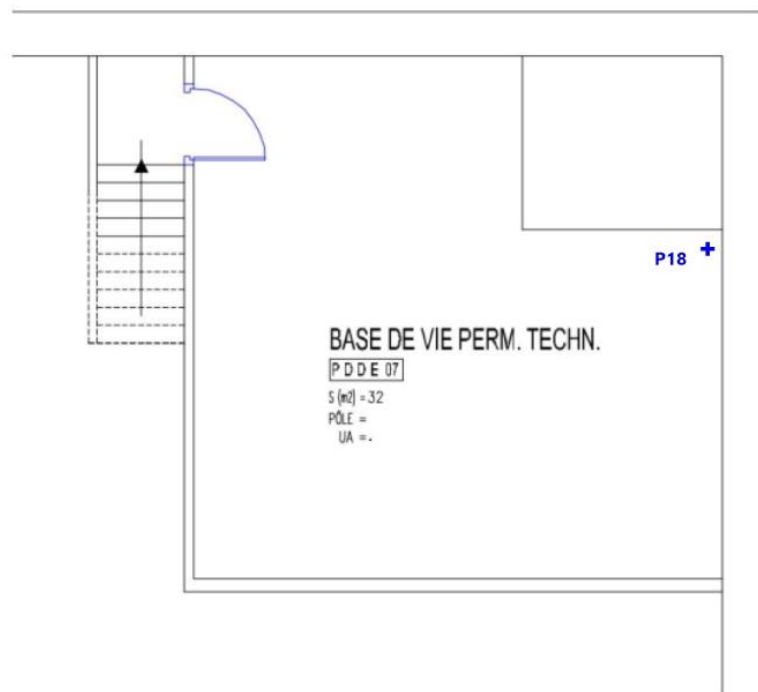 P18
BASE DE VIE PERM. TECHN.
PDDE 07
S (m2) = 32
PÔLE =
UA = .